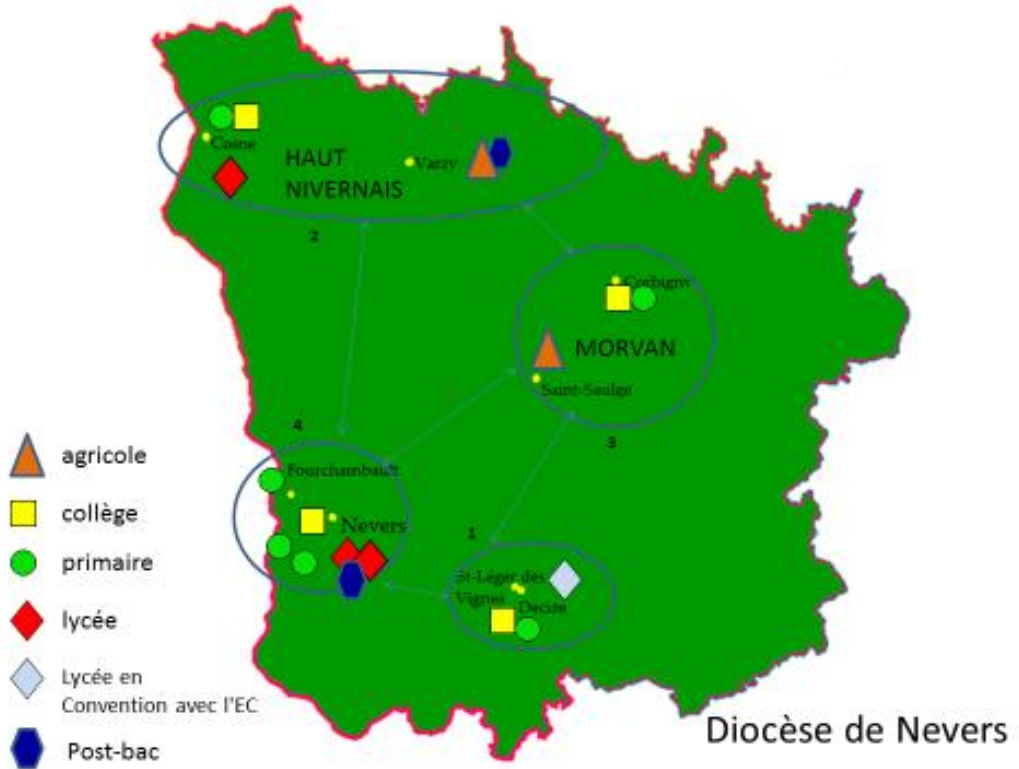 Cosne
HAUT
NIVERNAIS
Varzy
2
Corbigny
MORVAN
Saint-Saulge
3
4
Fourchambault
Nevers
1
St-Léger des
Vignes
Decize
agricole
collège
primaire
lycée
Lycée en
Convention avec l'EC
Post-bac
Diocèse de Nevers